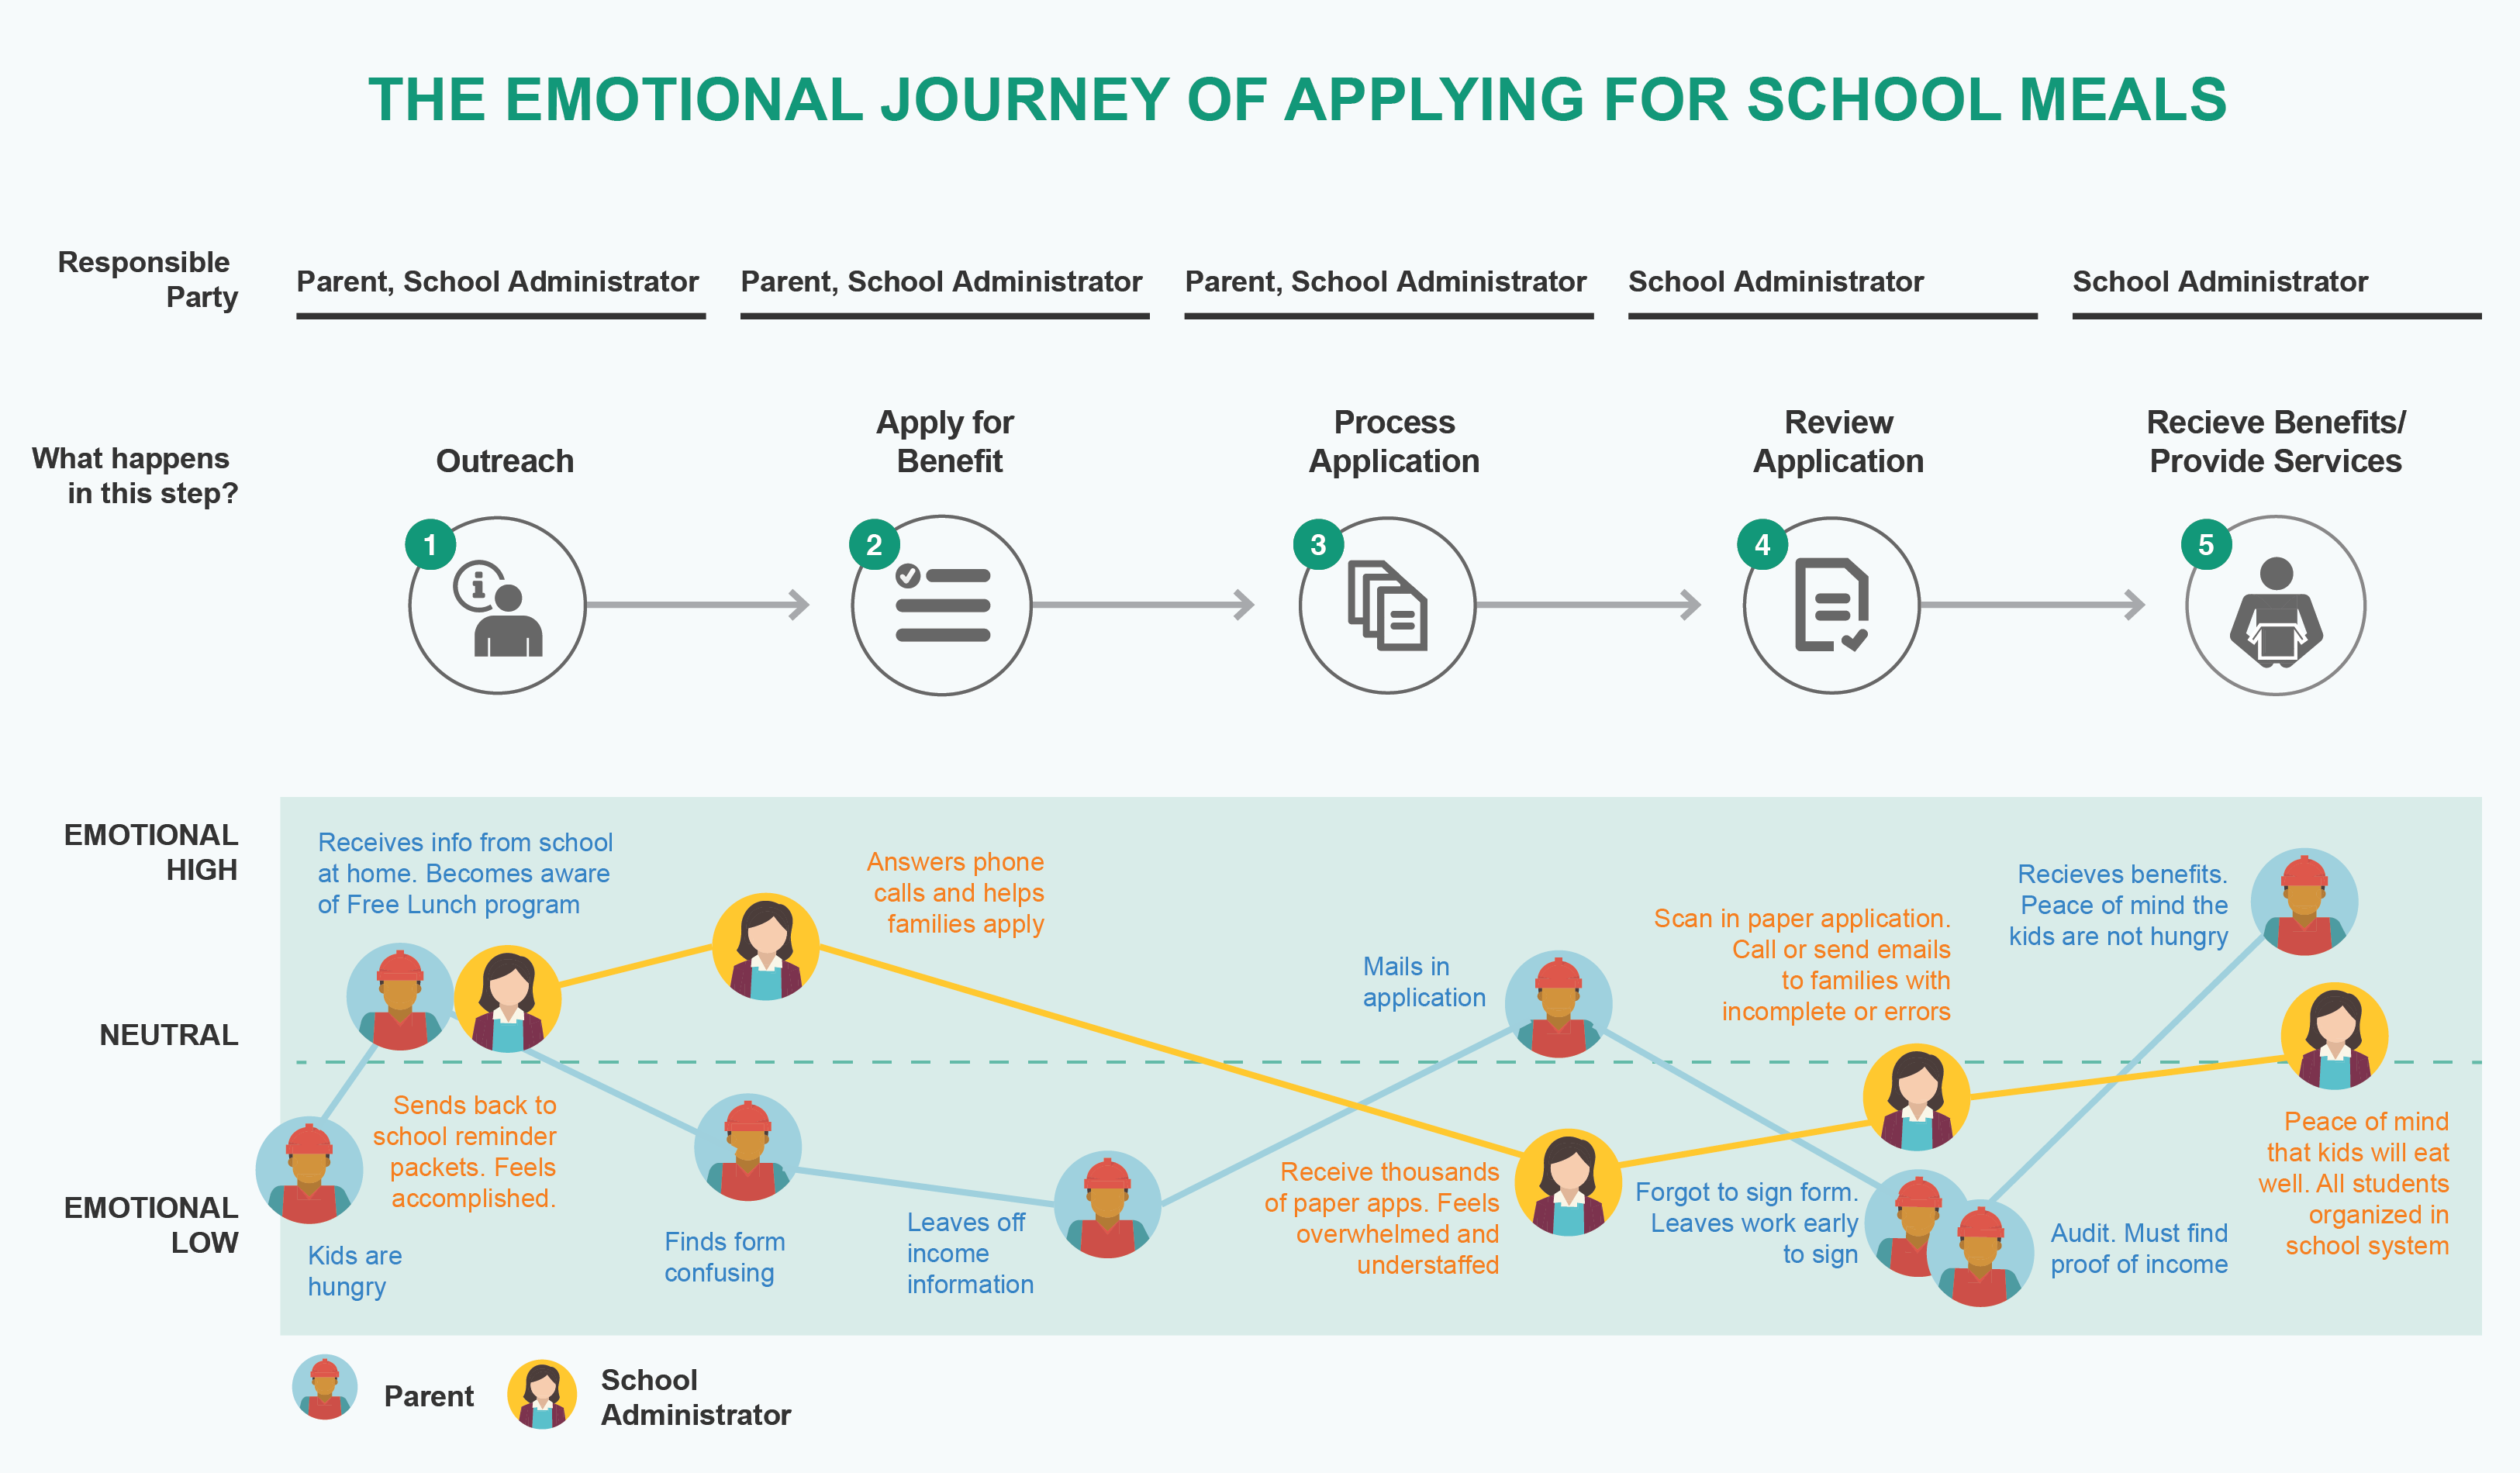 THE EMOTIONAL JOURNEY OF APPLYING FOR SCHOOL MEALS
Responsible
Party
Parent, School Administrator
Parent, School Administrator
Parent, School Administrator
School Administrator
School Administrator
What happens
in this step?
Outreach
Apply for
Benefit
Process
Application
Review
Application
Recieve Benefits/
Provide Services
1
2
3
4
5
EMOTIONAL
HIGH
NEUTRAL
EMOTIONAL
LOW
Receives info from school
at home. Becomes aware
of Free Lunch program
Answers phone
calls and helps
families apply
Mails in
application
Scan in paper application.
Call or send emails
to families with
incomplete or errors
Recieves benefits.
Peace of mind the
kids are not hungry
Sends back to
school reminder
packets. Feels
accomplished.
Kids are
hungry
Finds form
confusing
Leaves off
income
information
Receive thousands
of paper apps. Feels
overwhelmed and
understaffed
Forgot to sign form.
Leaves work early
to sign
Audit. Must find
proof of income
Peace of mind
that kids will eat
well. All students
organized in
school system
Parent
School
Administrator